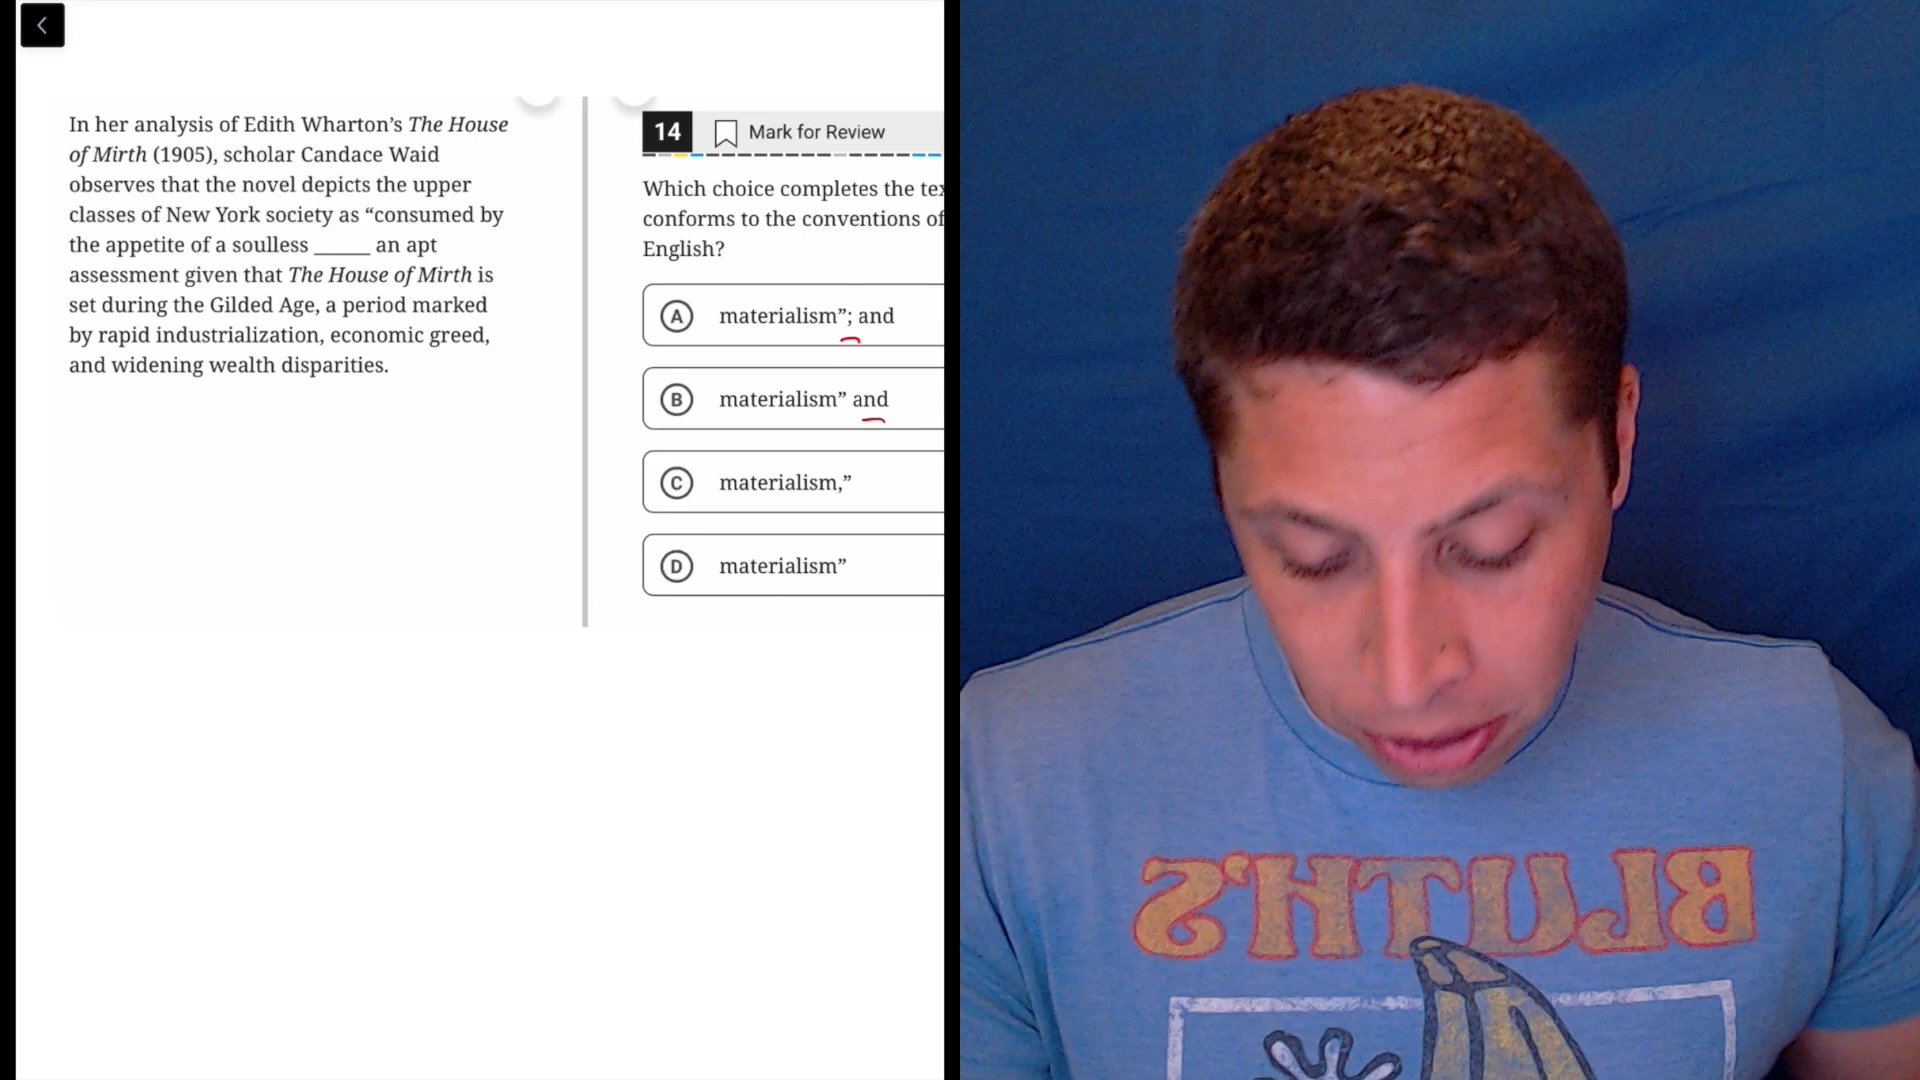 In her analysis of Edith Wharton’s The House
of Mirth (1905), scholar Candace Waid
observes that the novel depicts the upper
classes of New York society as “consumed by
the appetite of a soulless ______ an apt
assessment given that The House of Mirth is
set during the Gilded Age, a period marked
by rapid industrialization, economic greed,
and widening wealth disparities.
14 Mark for Review
Which choice completes the
conforms to the conventions of
English?
A materialism”; and
B materialism” and
C materialism,”
D materialism”
BLUTH'S